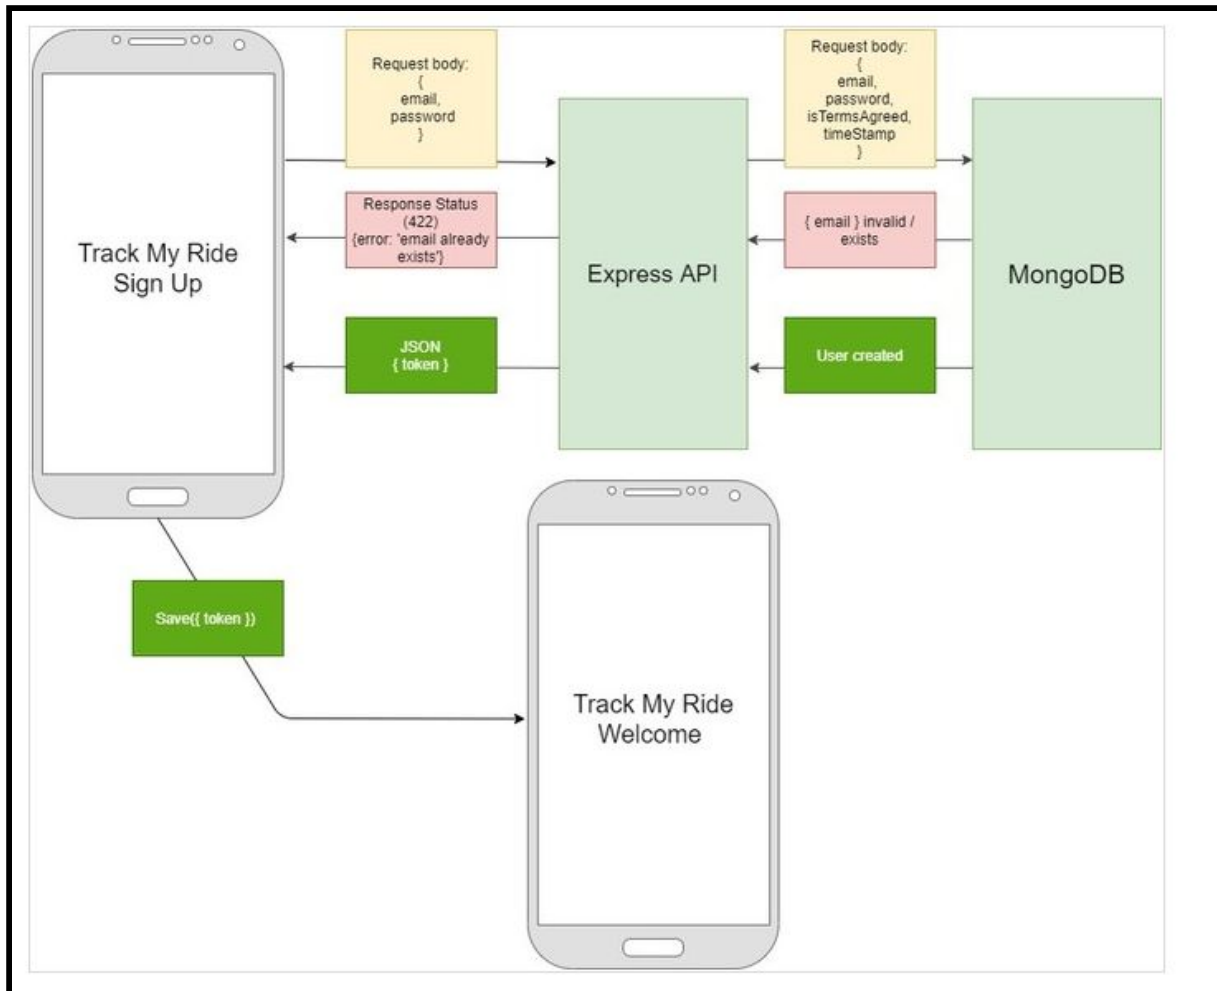 Request body:
{
email,
password
}
Request body:
{
email,
password,
isTermsAgreed,
timeStamp
}
Track My Ride
Sign Up
Response Status
(422)
{error: 'email already
exists'}
Express API
{ email } invalid /
exists
MongoDB
JSON
{ token }
User created
Save({ token })
Track My Ride
Welcome